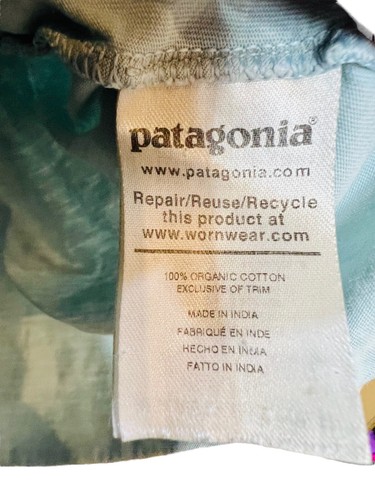 patagonia®
www.patagonia.com
Repair/Reuse/Recycle
this product at
www.wornwear.com
100% ORGANIC COTTON
EXCLUSIVE OF TRIM
MADE IN INDIA
FABRIQUÉ EN INDE
HECHO EN INDIA
FATTO IN INDIA